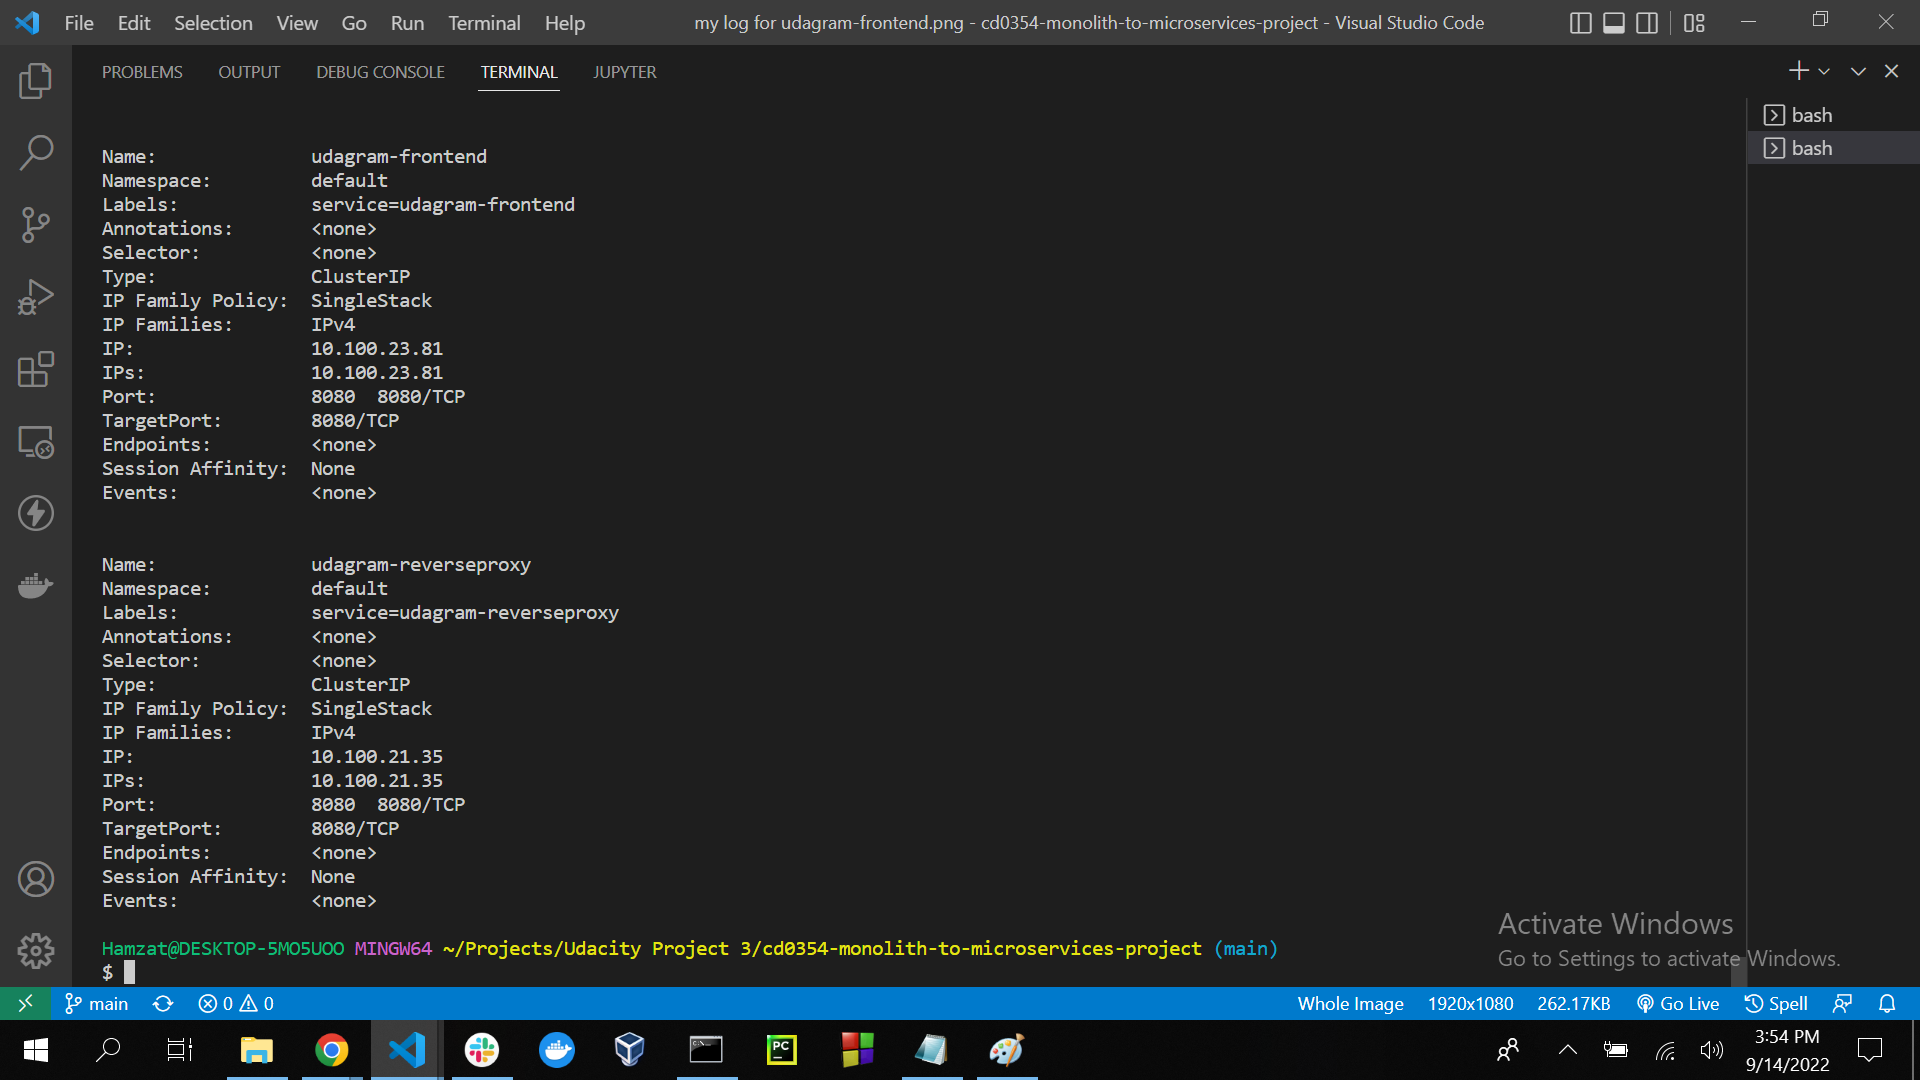 File Edit Selection View Go Run Terminal Help my log for udagram-frontend.png - cd0354-monolith-to-microservices-project - Visual Studio Code
PROBLEMS OUTPUT DEBUG CONSOLE TERMINAL JUPYTER
bash
bash
Name: udagram-frontend
Namespace: default
Labels: service=udagram-frontend
Annotations: <none>
Selector: <none>
Type: ClusterIP
IP Family Policy: SingleStack
IP Families: IPv4
IP: 10.100.23.81
IPs: 10.100.23.81
Port: 8080 8080/TCP
TargetPort: 8080/TCP
Endpoints: <none>
Session Affinity: None
Events: <none>
Name: udagram-reverseproxy
Namespace: default
Labels: service=udagram-reverseproxy
Annotations: <none>
Selector: <none>
Type: ClusterIP
IP Family Policy: SingleStack
IP Families: IPv4
IP: 10.100.21.35
IPs: 10.100.21.35
Port: 8080 8080/TCP
TargetPort: 8080/TCP
Endpoints: <none>
Session Affinity: None
Events: <none>
Hamzat@DESKTOP-5MO5UOO MINGW64 ~/Projects/Udacity Project 3/cd0354-monolith-to-microservices-project (main)
$
Activate Windows
Go to Settings to activate Windows.
main 0 0 Whole Image 1920x1080 262.17KB Go Live Spell
PC
3:54 PM
9/14/2022